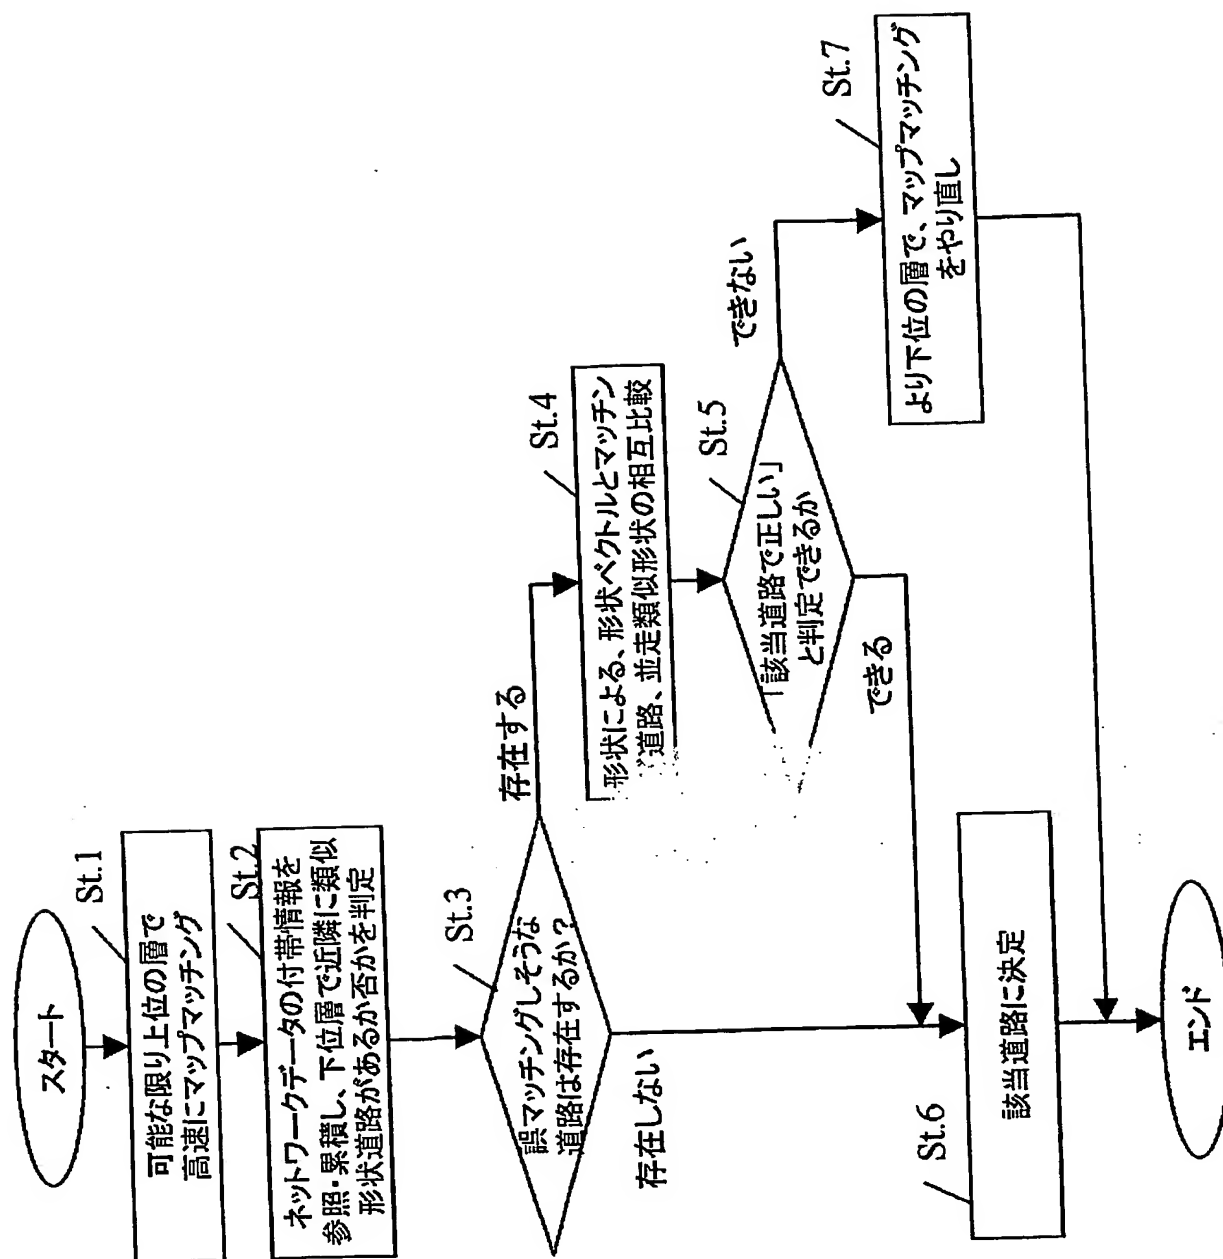 スタート
St.1
可能な限り上位の層で
高速にマップマッチング
St.2
ネットワークデータの付帯情報を
参照・累積し、下位層で近隣に類似
形状道路があるか否かを判定
St.3
誤マッチングしそうな
道路は存在するか?
存在する
存在しない
St.4
形状による、形状ベクトルとマッチン
道路、並走類似形状の相互比較
St.5
「該当道路で正しい」
と判定できるか
できない
できる
St.6
該当道路に決定
St.7
より下位の層で、マップマッチング
をやり直し
エンド